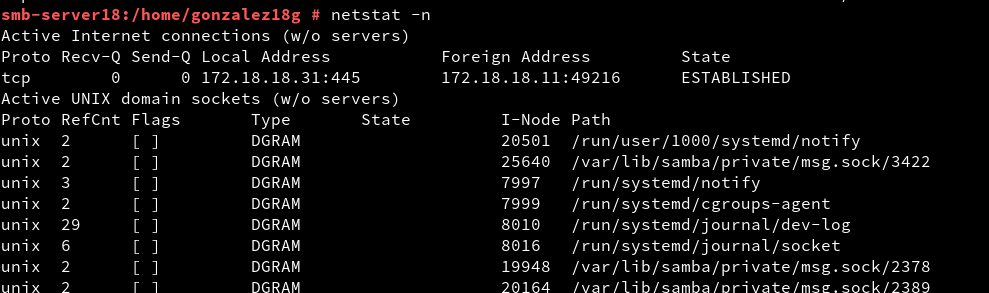 smb-server18:/home/gonzalez18g # netstat -n
Active Internet connections (w/o servers)
Proto Recv-Q Send-Q Local Address           Foreign Address         State
tcp        0      0 172.18.18.31:445        172.18.18.11:49216      ESTABLISHED
Active UNIX domain sockets (w/o servers)
Proto RefCnt Flags       Type       State         I-Node Path
unix  2      [ ]         DGRAM                    20501  /run/user/1000/systemd/notify
unix  2      [ ]         DGRAM                    25640  /var/lib/samba/private/msg.sock/3422
unix  3      [ ]         DGRAM                    7997   /run/systemd/notify
unix  2      [ ]         DGRAM                    7999   /run/systemd/cgroups-agent
unix  29     [ ]         DGRAM                    8010   /run/systemd/journal/dev-log
unix  6      [ ]         DGRAM                    8016   /run/systemd/journal/socket
unix  2      [ ]         DGRAM                    19948  /var/lib/samba/private/msg.sock/2378
unix  2      [ ]         DGRAM                    20164  /var/lib/samba/private/msg.sock/2389